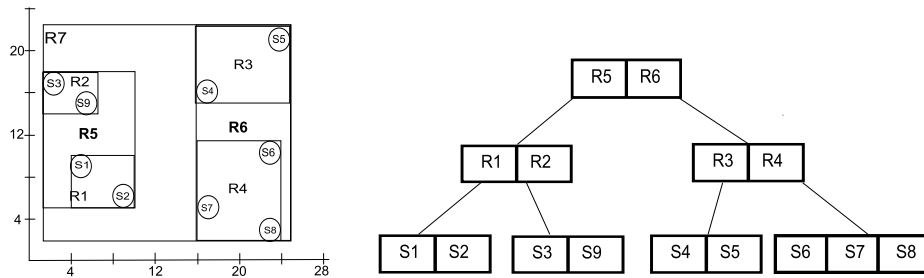 R7
20
12
4
4
12
20
28
S3
R2
S9
R5
S1
R1
S2
S5
R3
S4
R6
S6
R4
S7
S8
R5 R6
R1 R2
R3 R4
S1 S2
S3 S9
S4 S5
S6 S7 S8